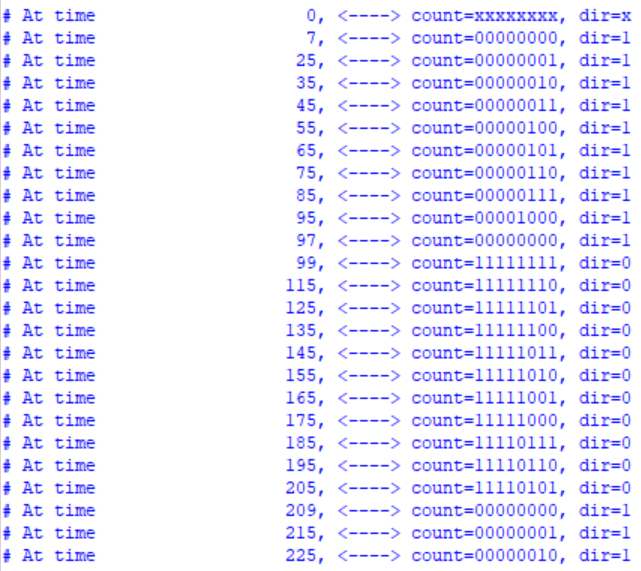 # At time                    0, <----> count=xxxxxxxx, dir=x
# At time                    7, <----> count=00000000, dir=1
# At time                   25, <----> count=00000001, dir=1
# At time                   35, <----> count=00000010, dir=1
# At time                   45, <----> count=00000011, dir=1
# At time                   55, <----> count=00000100, dir=1
# At time                   65, <----> count=00000101, dir=1
# At time                   75, <----> count=00000110, dir=1
# At time                   85, <----> count=00000111, dir=1
# At time                   95, <----> count=00001000, dir=1
# At time                   97, <----> count=00000000, dir=1
# At time                   99, <----> count=11111111, dir=0
# At time                  115, <----> count=11111110, dir=0
# At time                  125, <----> count=11111101, dir=0
# At time                  135, <----> count=11111100, dir=0
# At time                  145, <----> count=11111011, dir=0
# At time                  155, <----> count=11111010, dir=0
# At time                  165, <----> count=11111001, dir=0
# At time                  175, <----> count=11111000, dir=0
# At time                  185, <----> count=11110111, dir=0
# At time                  195, <----> count=11110110, dir=0
# At time                  205, <----> count=11110101, dir=0
# At time                  209, <----> count=00000000, dir=1
# At time                  215, <----> count=00000001, dir=1
# At time                  225, <----> count=00000010, dir=1